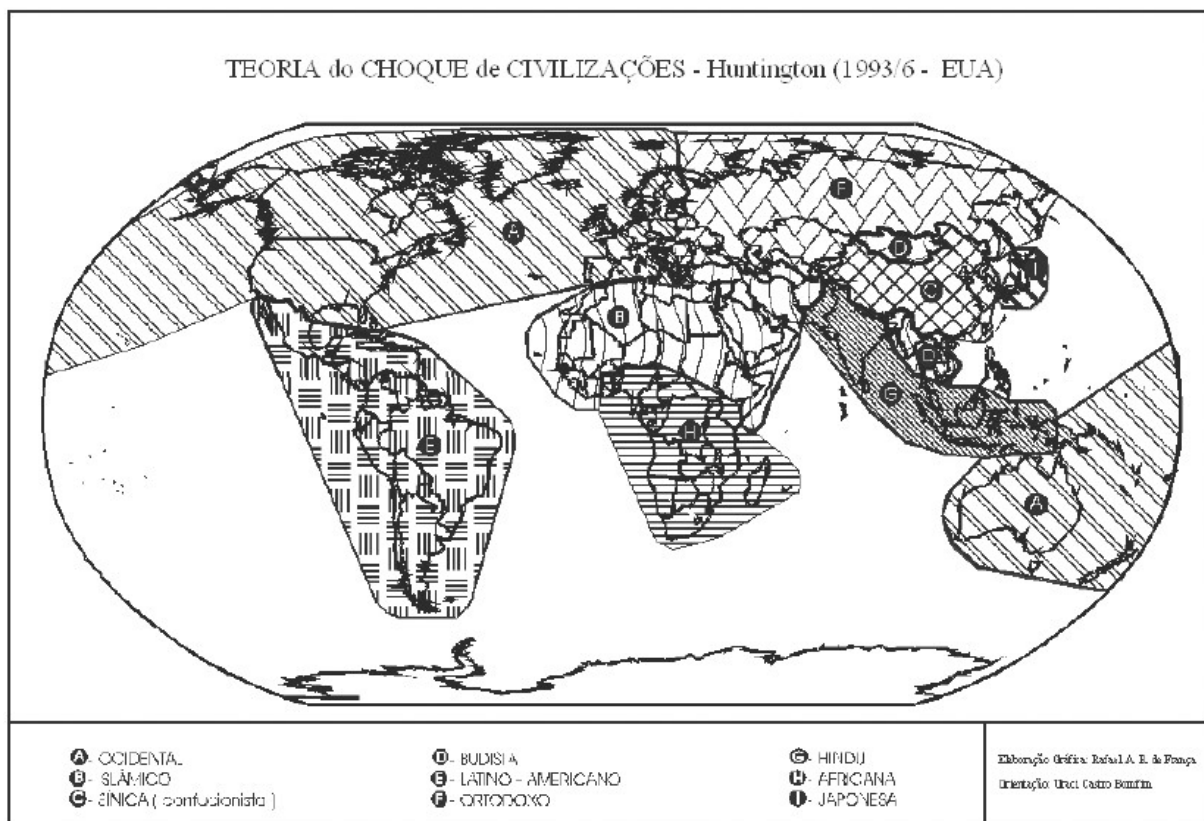 TEORIA do CHOQUE de CIVILIZAÇÕES - Huntington (1993/6 - EUA)
A
F
D
I
C
B
D
G
H
E
A
A - OCIDENTAL
B - ISLÂMICO
C - SÍNICA ( confucionista )
D - BUDISTA
E - LATINO - AMERICANO
F - ORTODOXO
G - HINDU
H - AFRICANA
I - JAPONESA
Elaboração Gráfica: Rafael A. R. de França
Orientação: Uraci Castro Bomfim